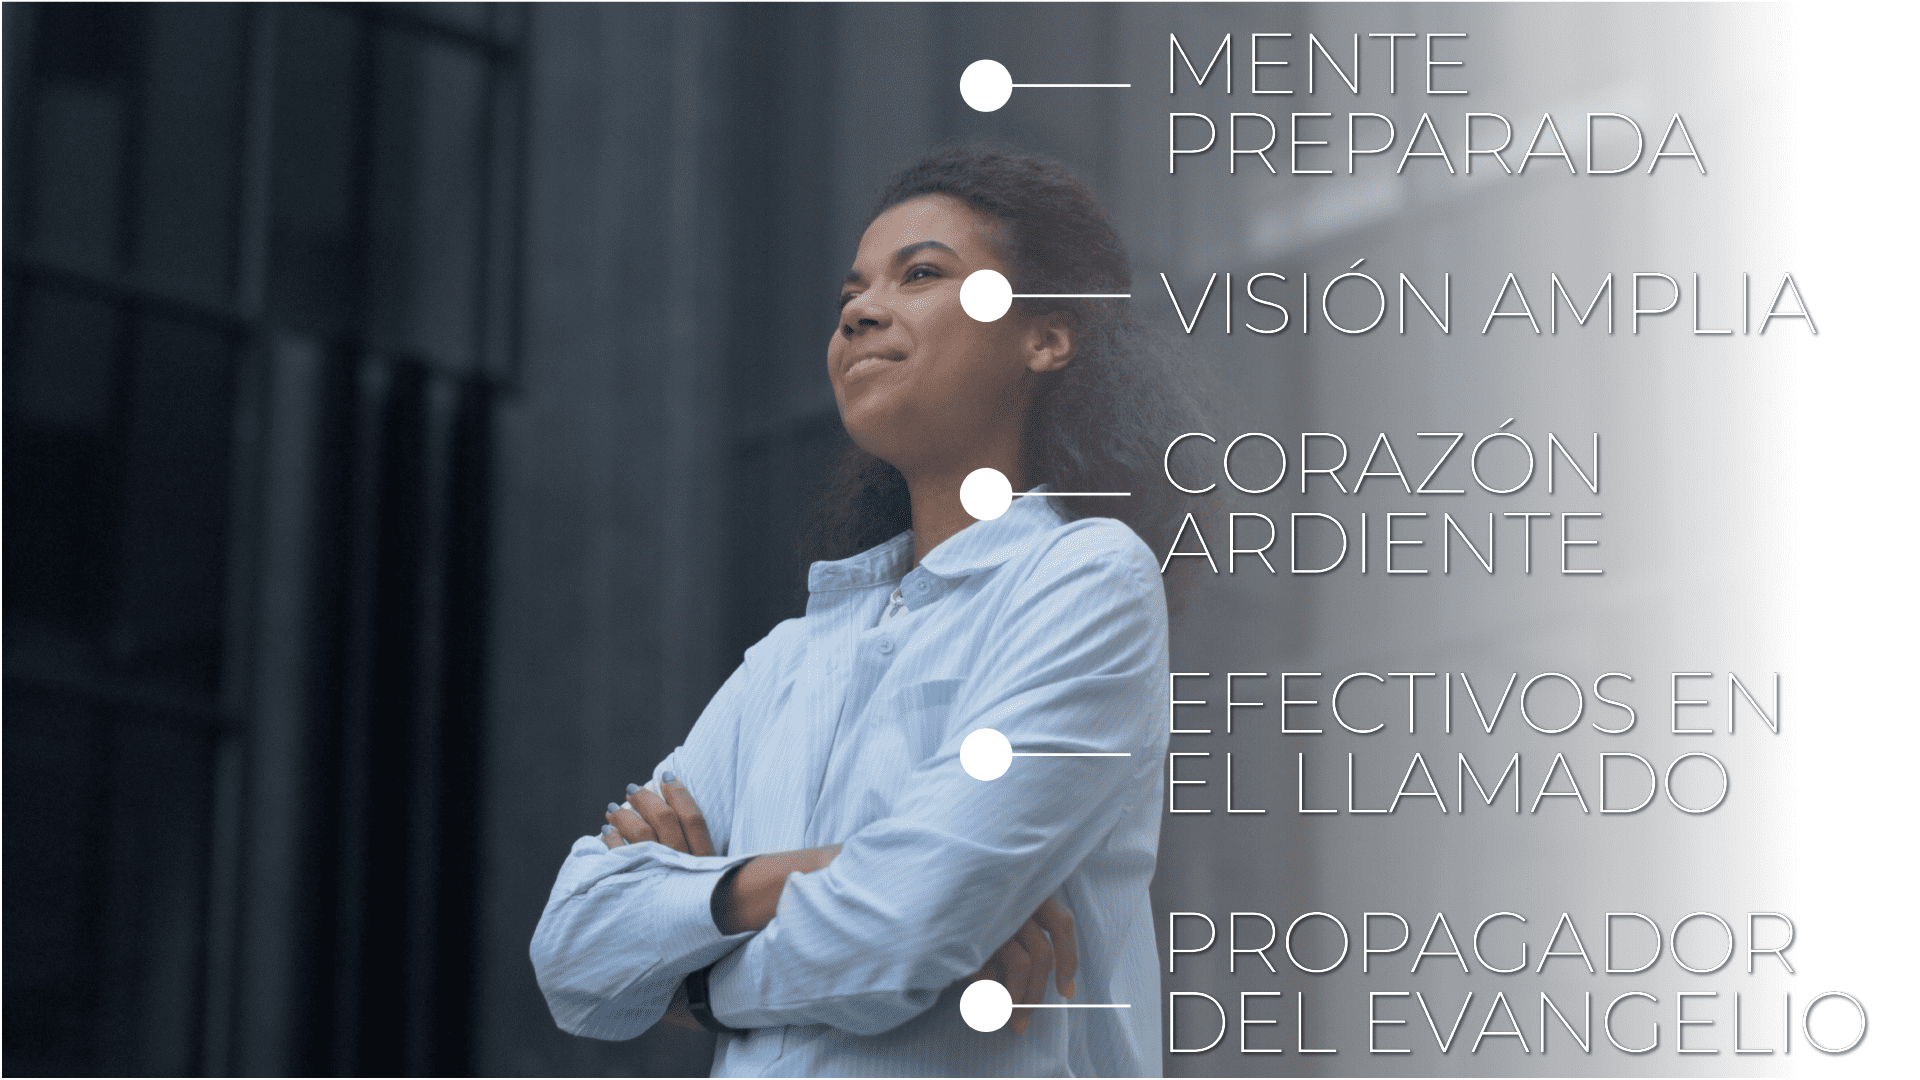 MENTE
PREPARADA
VISIÓN AMPLIA
CORAZÓN
ARDIENTE
EFECTIVOS EN
EL LLAMADO
PROPAGADOR
DEL EVANGELIO